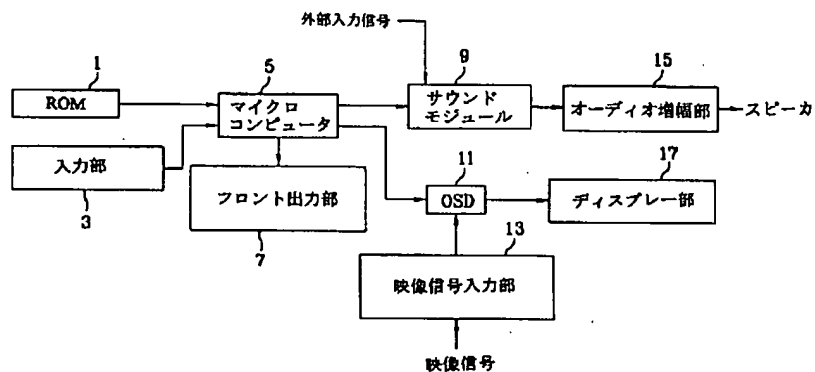 外部入力信号
1
ROM
5
マイクロ
コンピュータ
9
サウンド
モジュール
15
オーディオ増幅部
スピーカ
入力部
3
フロント出力部
7
11
OSD
17
ディスプレー部
13
映像信号入力部
映像信号